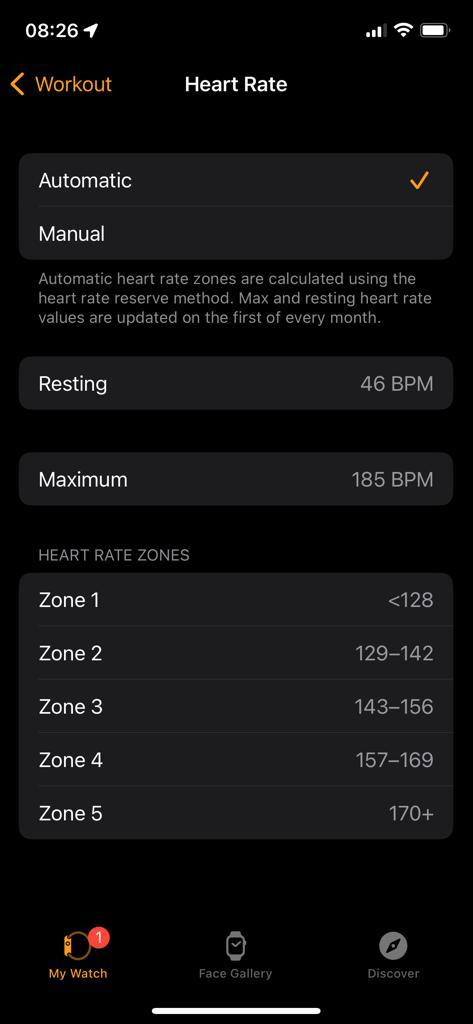 08:26
Workout
Heart Rate
Automatic
Manual
Automatic heart rate zones are calculated using the
heart rate reserve method. Max and resting heart rate
values are updated on the first of every month.
Resting 46 BPM
Maximum 185 BPM
HEART RATE ZONES
Zone 1 <128
Zone 2 129–142
Zone 3 143–156
Zone 4 157–169
Zone 5 170+
1
My Watch Face Gallery Discover